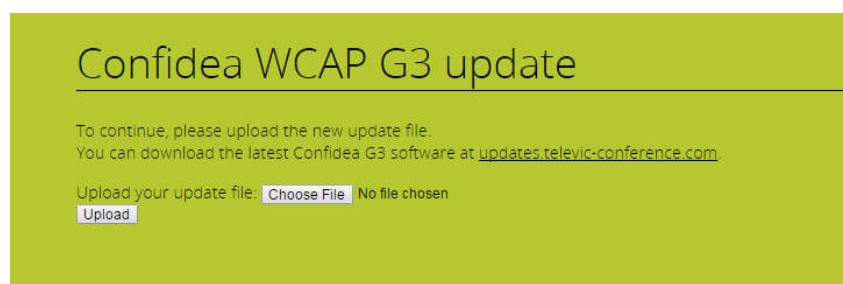 Confidea WCAP G3 update
To continue, please upload the new update file.
You can download the latest Confidea G3 software at updates.televic-conference.com.
Upload your update file: Choose File No file chosen
Upload